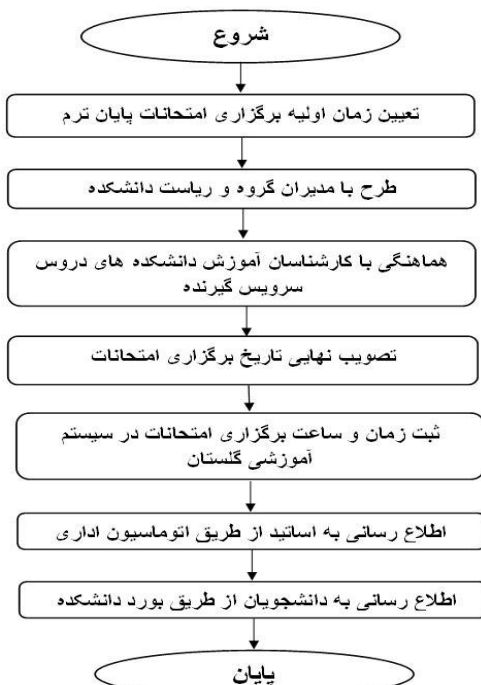 شروع
تعیین زمان اولیه برگزاری امتحانات پایان ترم
طرح با مدیران گروه و ریاست دانشکده
هماهنگی با کارشناسان آموزش دانشکده های دروس
سرویس گیرنده
تصویب نهایی تاریخ برگزاری امتحانات
ثبت زمان و ساعت برگزاری امتحانات در سیستم
آموزشی گلستان
اطلاع رسانی به اساتید از طریق اتوماسیون اداری
اطلاع رسانی به دانشجویان از طریق بورد دانشکده
پایان